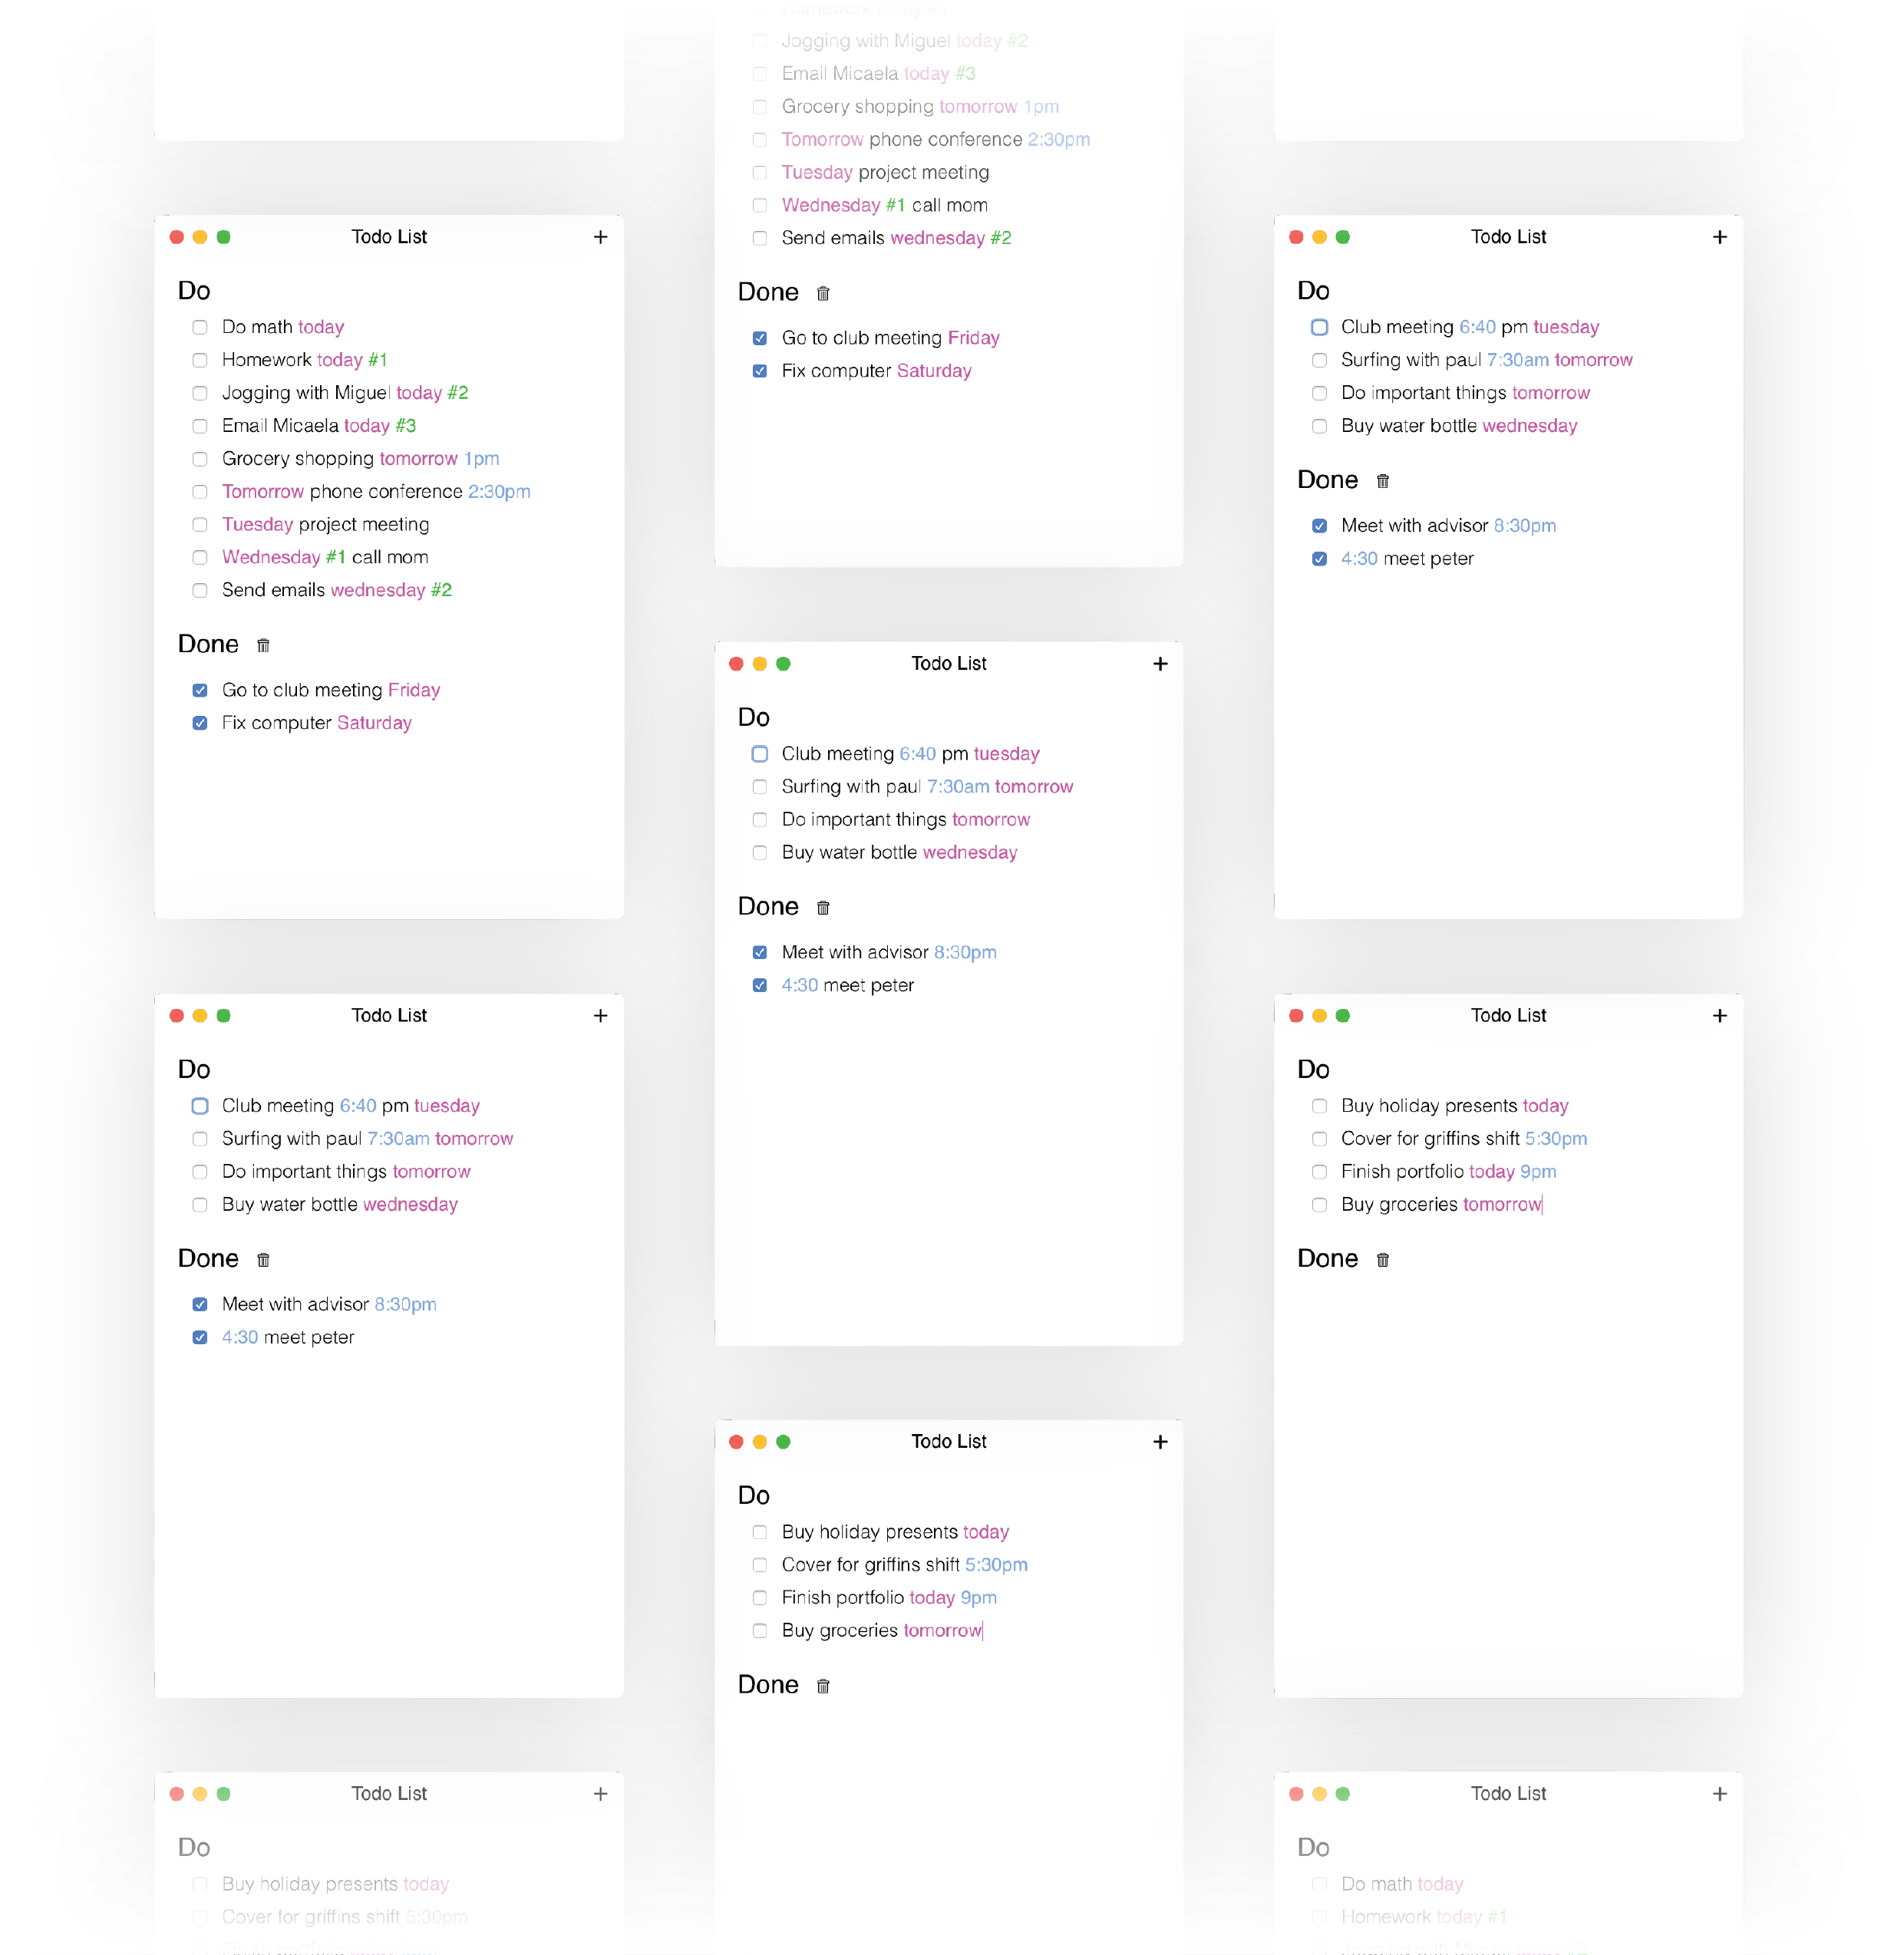 Todo List +
Do
Do math today
Homework today #1
Jogging with Miguel today #2
Email Micaela today #3
Grocery shopping tomorrow 1pm
Tomorrow phone conference 2:30pm
Tuesday project meeting
Wednesday #1 call mom
Send emails wednesday #2
Done
Go to club meeting Friday
Fix computer Saturday
Todo List +
Do
Club meeting 6:40 pm tuesday
Surfing with paul 7:30am tomorrow
Do important things tomorrow
Buy water bottle wednesday
Done
Meet with advisor 8:30pm
4:30 meet peter
Todo List +
Do
Buy holiday presents today
Cover for griffins shift 5:30pm
Homework today #1
Jogging with Miguel today #2
Email Micaela today #3
Grocery shopping tomorrow 1pm
Tomorrow phone conference 2:30pm
Tuesday project meeting
Wednesday #1 call mom
Send emails wednesday #2
Done
Go to club meeting Friday
Fix computer Saturday
Todo List +
Do
Club meeting 6:40 pm tuesday
Surfing with paul 7:30am tomorrow
Do important things tomorrow
Buy water bottle wednesday
Done
Meet with advisor 8:30pm
4:30 meet peter
Todo List +
Do
Buy holiday presents today
Cover for griffins shift 5:30pm
Finish portfolio today 9pm
Buy groceries tomorrow
Done
Todo List +
Do
Club meeting 6:40 pm tuesday
Surfing with paul 7:30am tomorrow
Do important things tomorrow
Buy water bottle wednesday
Done
Meet with advisor 8:30pm
4:30 meet peter
Todo List +
Do
Buy holiday presents today
Cover for griffins shift 5:30pm
Finish portfolio today 9pm
Buy groceries tomorrow
Done
Todo List +
Do
Do math today
Homework today #1